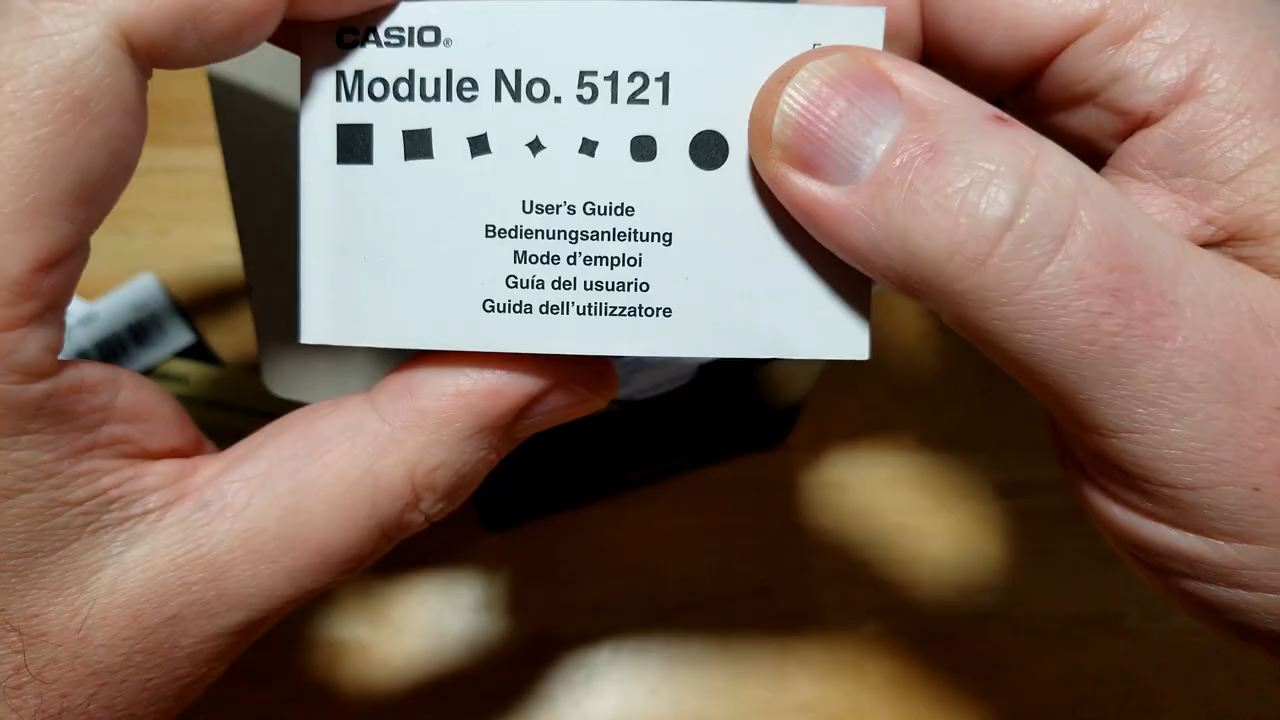 CASIO®
Module No. 5121
User's Guide
Bedienungsanleitung
Mode d'emploi
Guía del usuario
Guida dell'utilizzatore